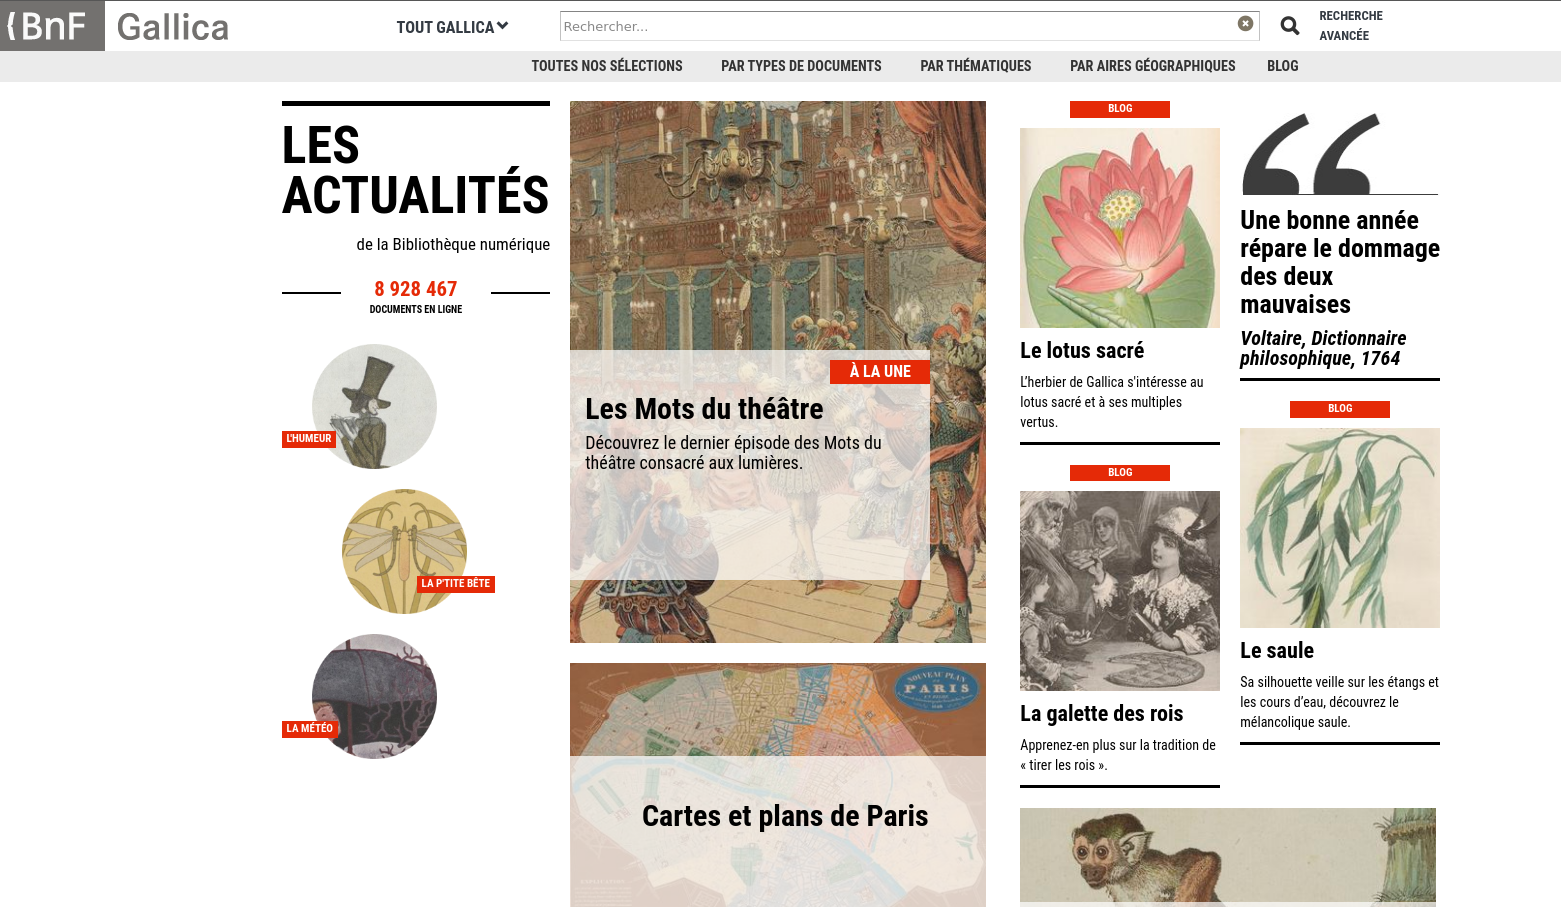 BnF Gallica
TOUT GALLICA
Rechercher...
RECHERCHE
AVANCÉE
TOUTES NOS SÉLECTIONS
PAR TYPES DE DOCUMENTS
PAR THÉMATIQUES
PAR AIRES GÉOGRAPHIQUES
BLOG
LES
ACTUALITÉS
de la Bibliothèque numérique
8 928 467
DOCUMENTS EN LIGNE
L'HUMEUR
LA P'TITE BÊTE
LA MÉTÉO
À LA UNE
Les Mots du théâtre
Découvrez le dernier épisode des Mots du
théâtre consacré aux lumières.
NOUVEAU PLAN
DE
PARIS
Cartes et plans de Paris
BLOG
Le lotus sacré
L’herbier de Gallica s'intéresse au
lotus sacré et à ses multiples
vertus.
BLOG
La galette des rois
Apprenez-en plus sur la tradition de
« tirer les rois ».
“
Une bonne année
répare le dommage
des deux
mauvaises
Voltaire, Dictionnaire
philosophique, 1764
BLOG
Le saule
Sa silhouette veille sur les étangs et
les cours d’eau, découvrez le
mélancolique saule.